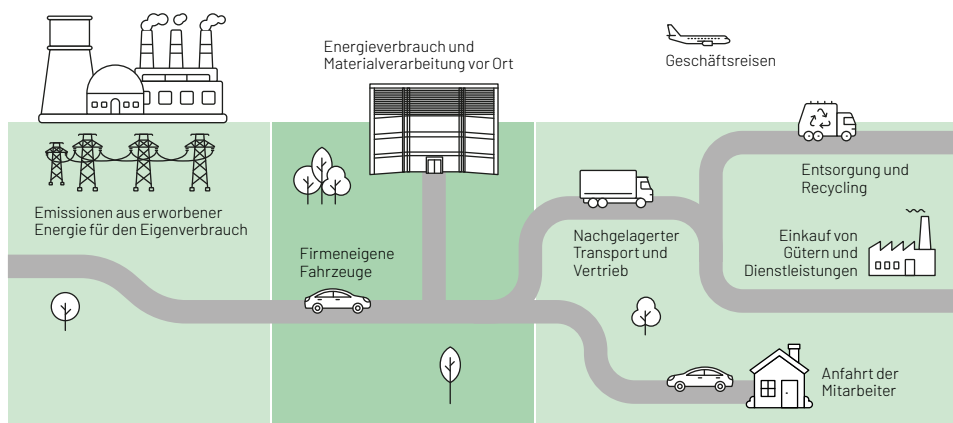 Energieverbrauch und
Materialverarbeitung vor Ort
Geschäftsreisen
Emissionen aus erworbener
Energie für den Eigenverbrauch
Firmeneigene
Fahrzeuge
Nachgelagerter
Transport und
Vertrieb
Entsorgung und
Recycling
Einkauf von
Gütern und
Dienstleistungen
Anfahrt der
Mitarbeiter